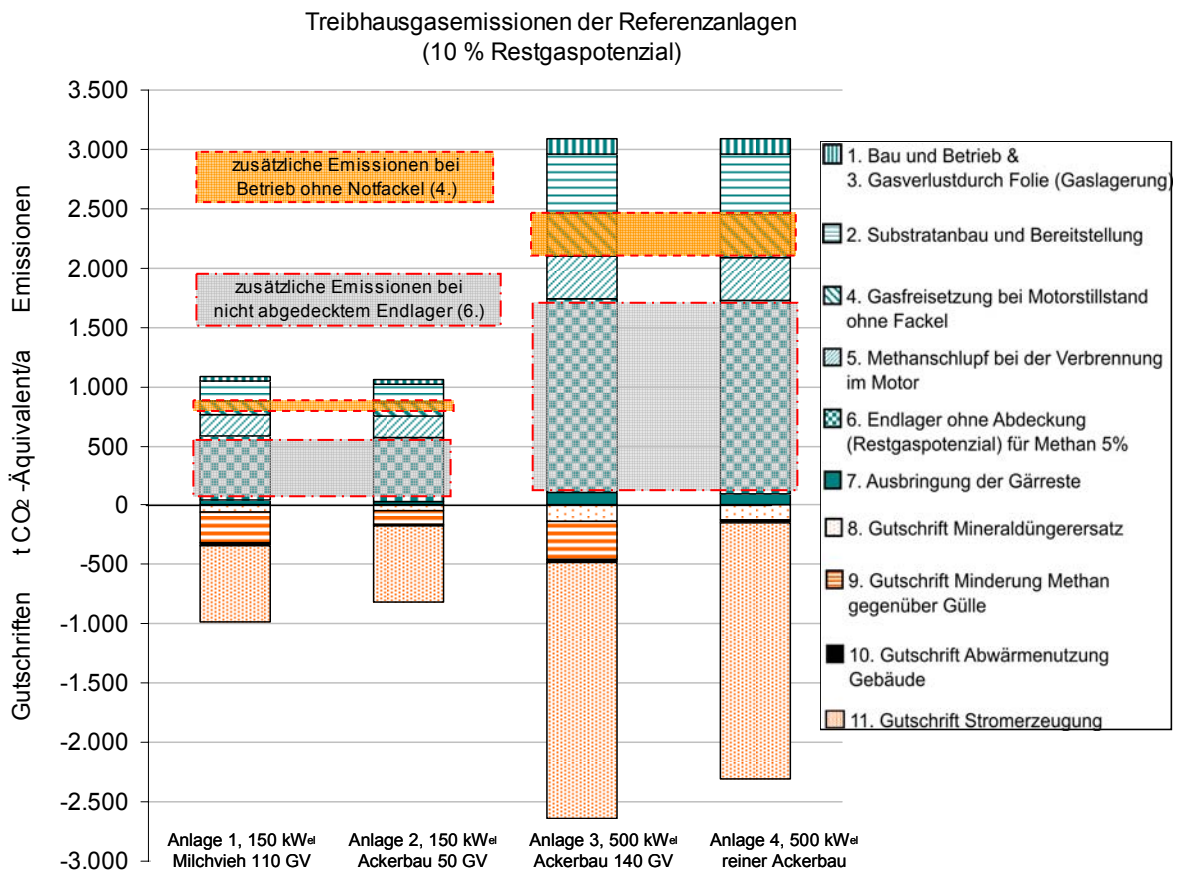 Treibhausgasemissionen der Referenzanlagen
(10 % Restgaspotenzial)
Emissionen
t CO₂ -Äquivalent/a
Gutschriften
3.500
3.000
2.500
2.000
1.500
1.000
500
0
-500
-1.000
-1.500
-2.000
-2.500
-3.000
zusätzliche Emissionen bei
Betrieb ohne Notfackel (4.)
zusätzliche Emissionen bei
nicht abgedecktem Endlager (6.)
Anlage 1, 150 kWel
Milchvieh 110 GV
Anlage 2, 150 kWel
Ackerbau 50 GV
Anlage 3, 500 kWel
Ackerbau 140 GV
Anlage 4, 500 kWel
reiner Ackerbau
1. Bau und Betrieb &
3. Gasverlustdurch Folie (Gaslagerung)
2. Substratanbau und Bereitstellung
4. Gasfreisetzung bei Motorstillstand
ohne Fackel
5. Methanschlupf bei der Verbrennung
im Motor
6. Endlager ohne Abdeckung
(Restgaspotenzial) für Methan 5%
7. Ausbringung der Gärreste
8. Gutschrift Mineraldüngerersatz
9. Gutschrift Minderung Methan
gegenüber Gülle
10. Gutschrift Abwärmenutzung
Gebäude
11. Gutschrift Stromerzeugung